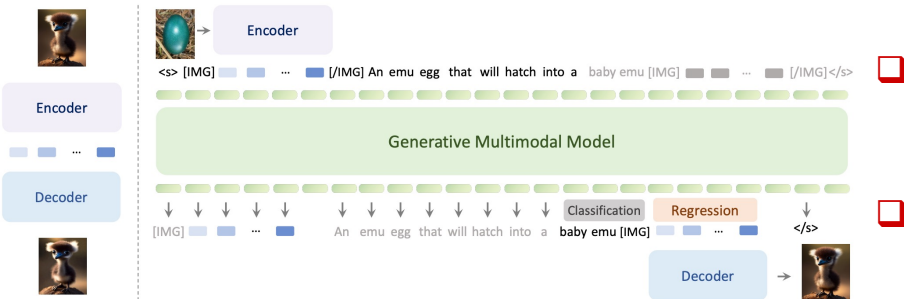 Encoder
...
Decoder
Encoder
<s> [IMG] ... [/IMG] An emu egg that will hatch into a baby emu [IMG] ... [/IMG] </s>
Generative Multimodal Model
Classification Regression
[IMG] ... An emu egg that will hatch into a baby emu [IMG] ... </s>
Decoder